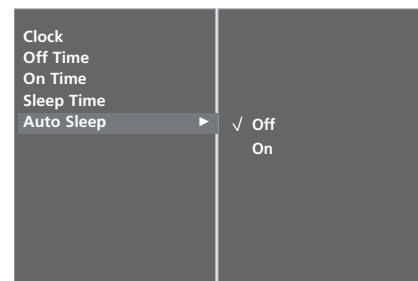 Clock
Off Time
On Time
Sleep Time
Auto Sleep ►
√ Off
On